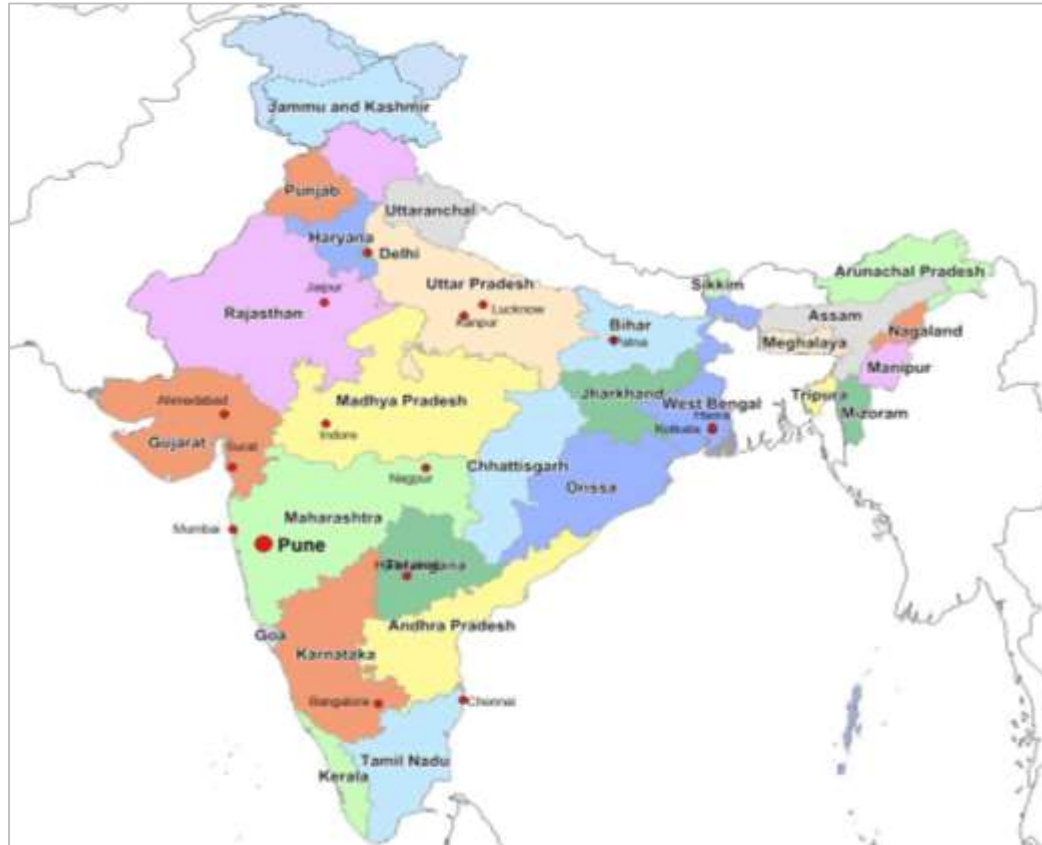 Jammu and Kashmir
Punjab
Uttaranchal
Haryana
Delhi
Sikkim
Arunachal Pradesh
Uttar Pradesh
Jaipur
Lucknow
Rajasthan
Kanpur
Assam
Bihar
Nagaland
Patna
Meghalaya
Manipur
Jharkhand
Tripura
Madhya Pradesh
West Bengal
Ahmedabad
Mizoram
Indore
Kolkata
Gujarat
Surat
Chhattisgarh
Nagpur
Orissa
Maharashtra
Mumbai
Pune
Andhra Pradesh
Goa
Karnataka
Bangalore
Chennai
Tamil Nadu
Kerala